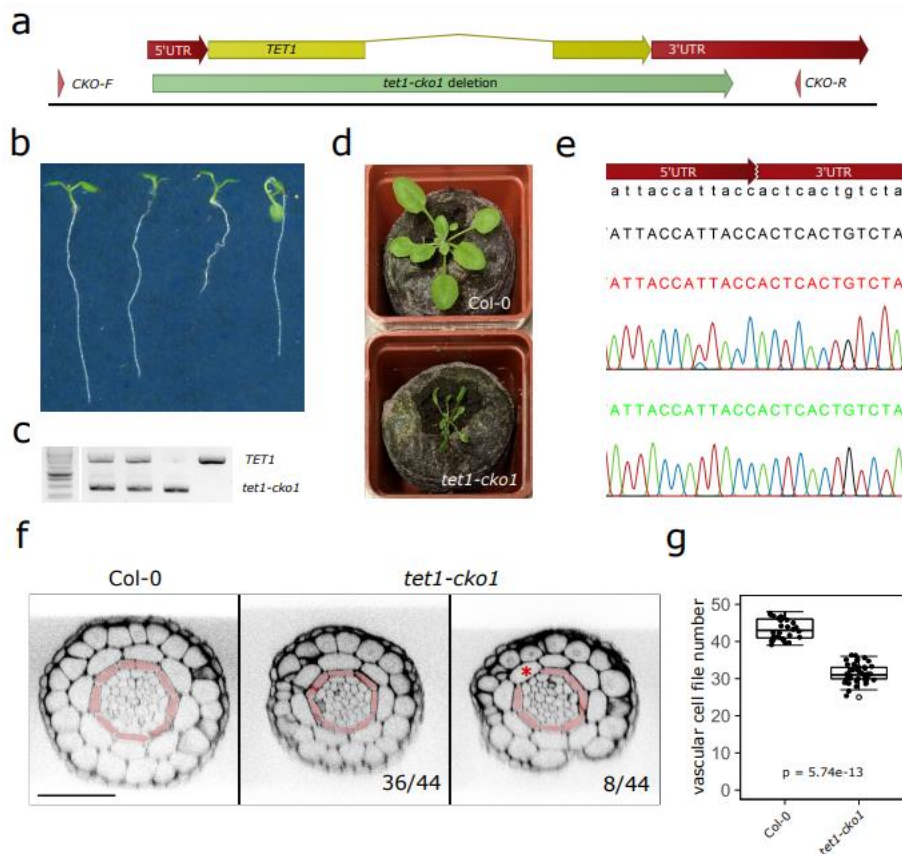 a
5'UTR TET1 3'UTR
CKO-F tet1-cko1 deletion CKO-R
b
c
TET1
tet1-cko1
d
Col-0
tet1-cko1
e
5'UTR 3'UTR
attaccattaccactcactgtcta
ATTACCATTACCACTCACTGTCTA
ATTACCATTACCACTCACTGTCTA
ATTACCATTACCACTCACTGTCTA
f
Col-0 tet1-cko1
*
36/44 8/44
g
vascular cell file number
50
40
30
20
10
0
p = 5.74e-13
Col-0
tet1-cko1